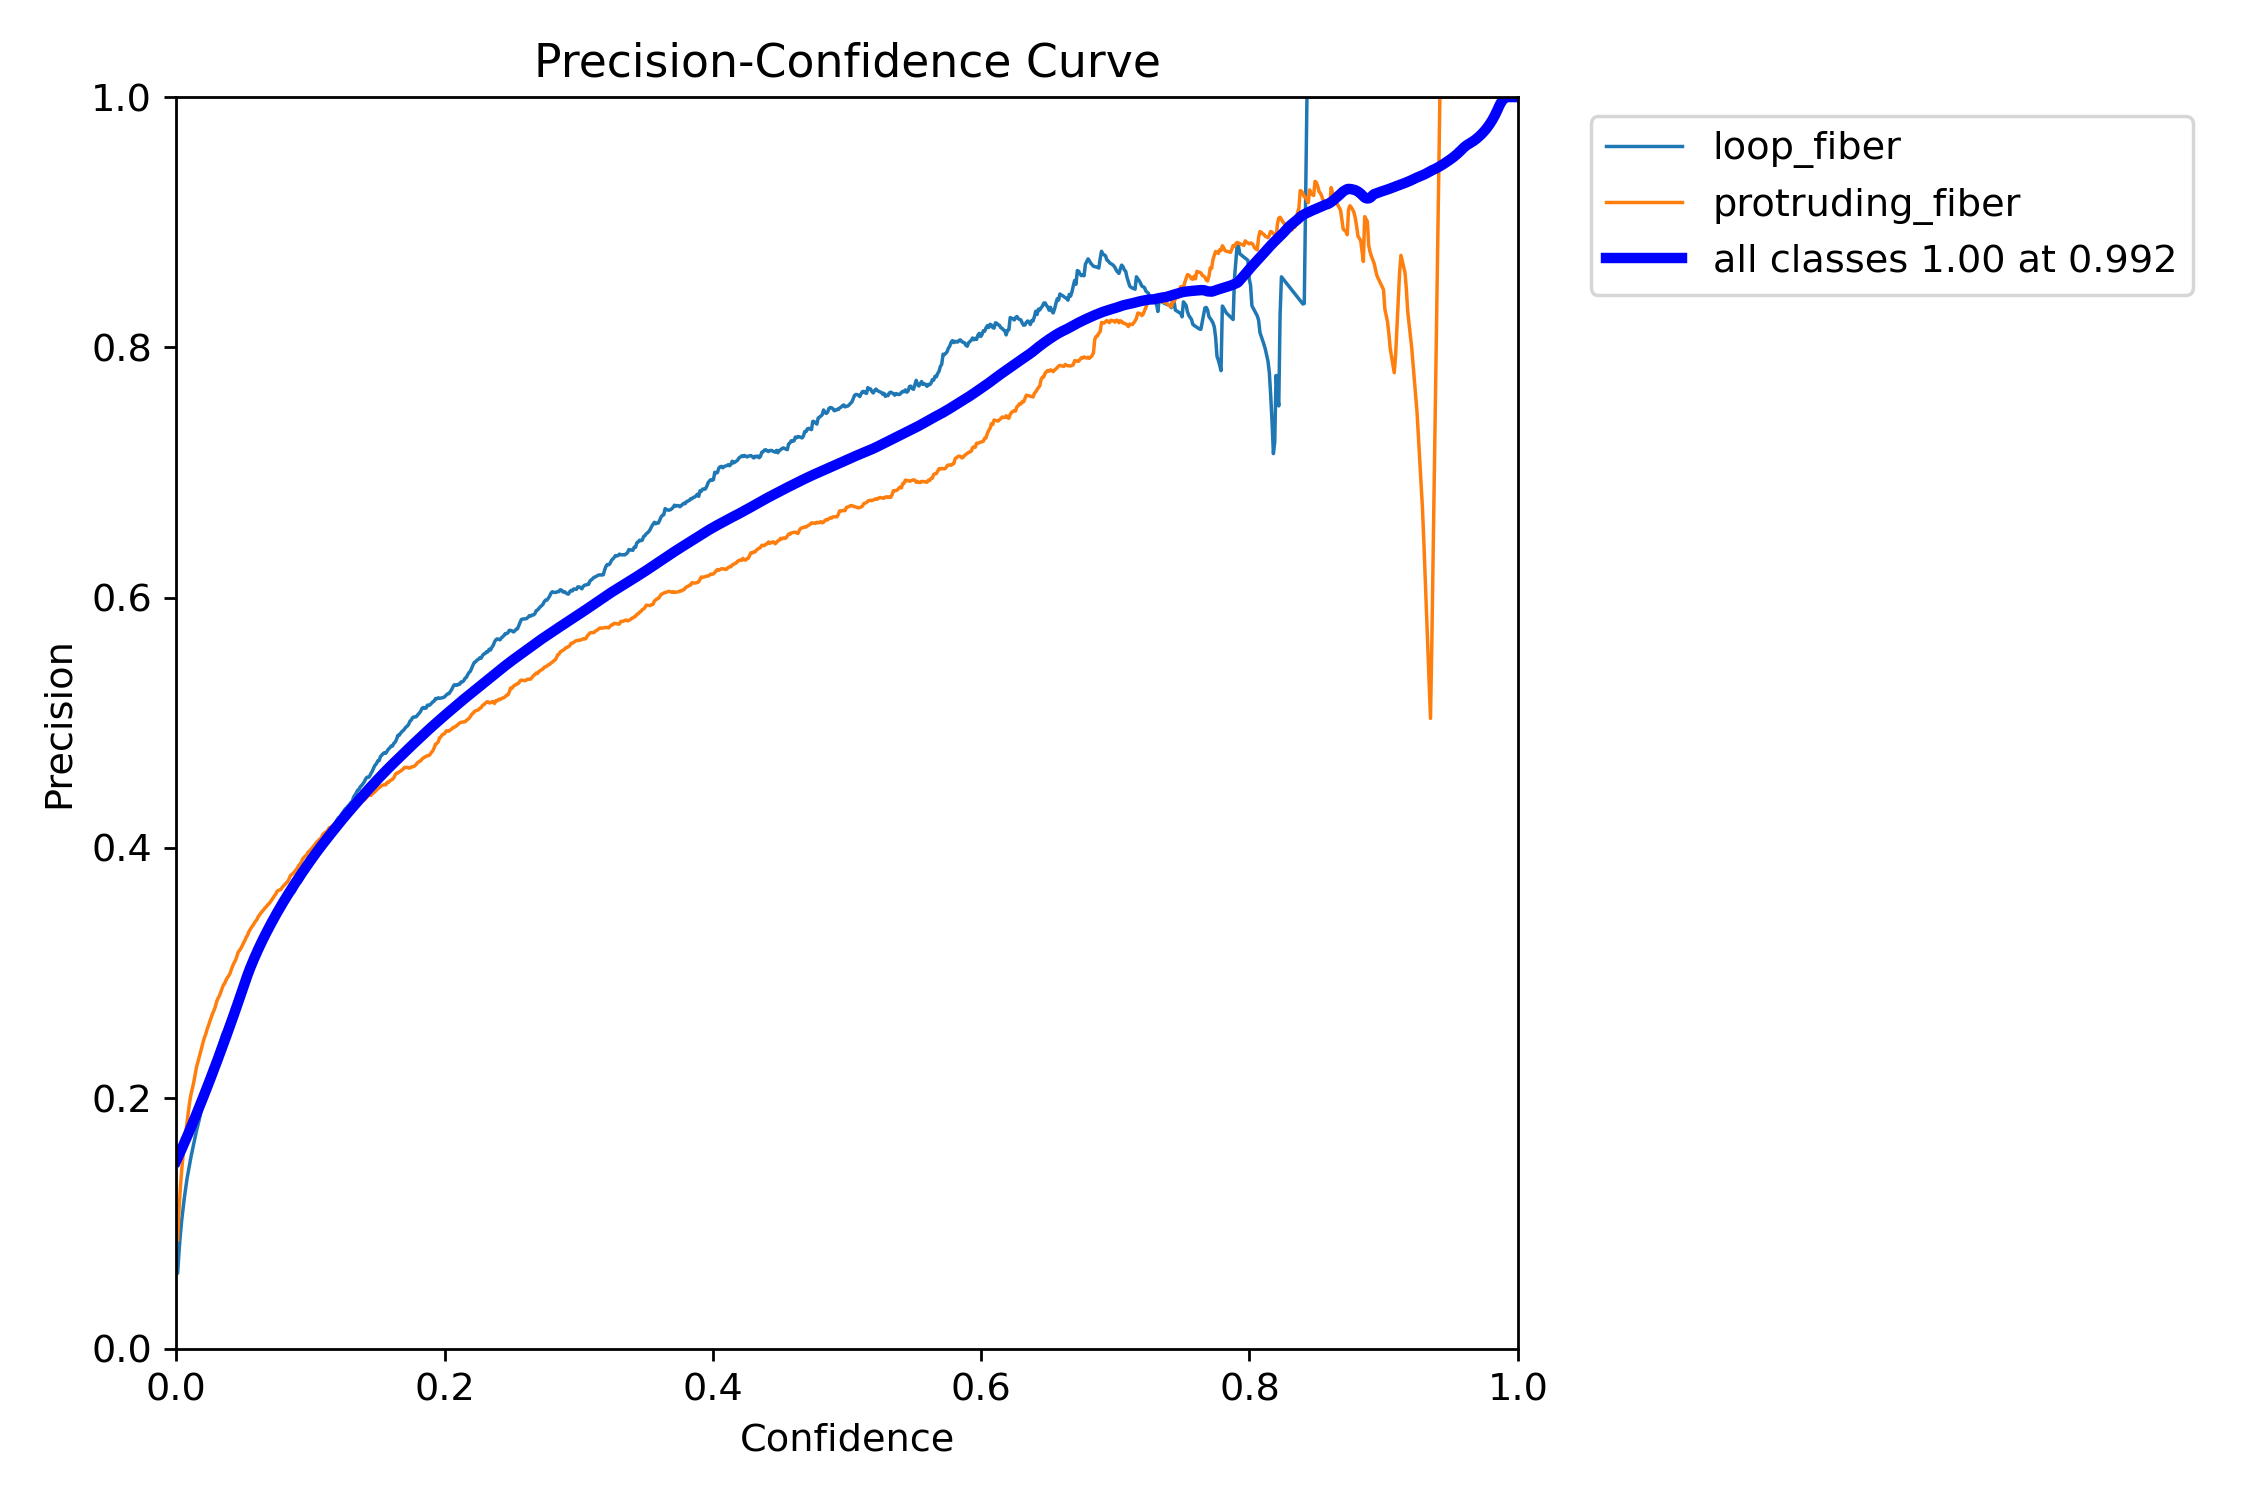 Precision-Confidence Curve
1.0
0.8
0.6
0.4
0.2
0.0
Precision
0.0 0.2 0.4 0.6 0.8 1.0
Confidence
loop_fiber
protruding_fiber
all classes 1.00 at 0.992